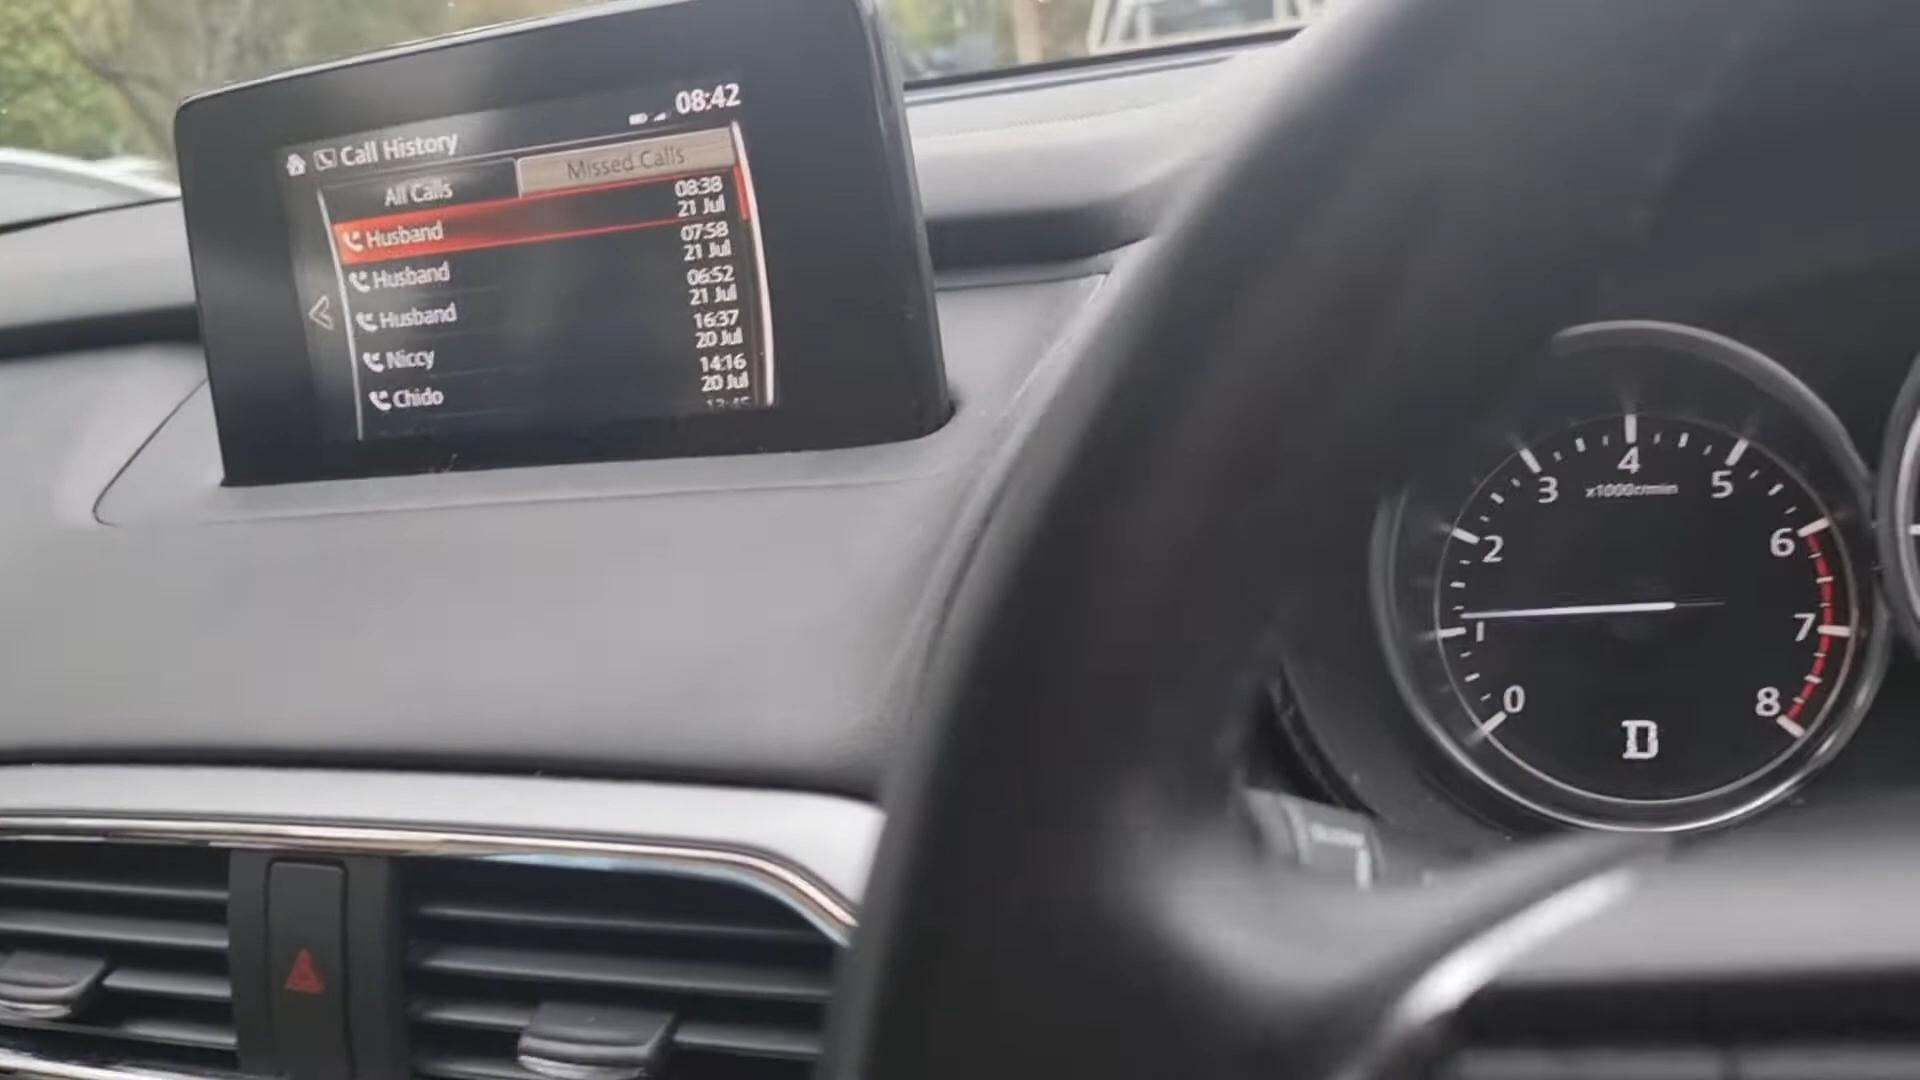 08:42
Call History
All Calls
Missed Calls
Husband
08:38
21 Jul
Husband
07:58
21 Jul
Husband
06:52
21 Jul
Niccy
16:37
20 Jul
Chido
14:16
20 Jul
0
1
2
3
4
5
6
7
8
x1000r/min
D